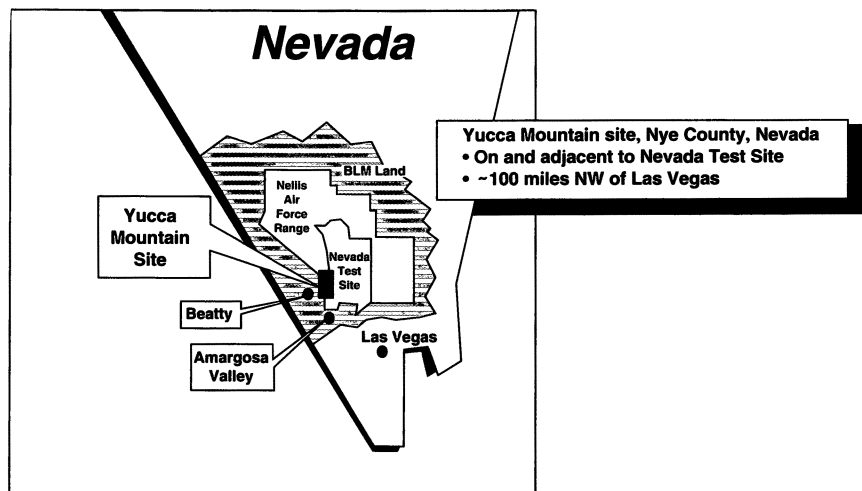 Nevada
Yucca Mountain site, Nye County, Nevada
• On and adjacent to Nevada Test Site
• ~100 miles NW of Las Vegas
BLM Land
Nellis
Air
Force
Range
Yucca
Mountain
Site
Nevada
Test
Site
Beatty
Amargosa
Valley
Las Vegas